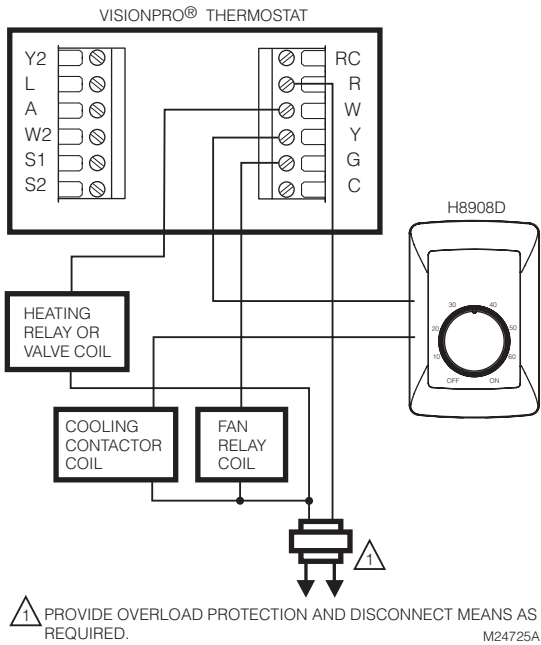 VISIONPRO® THERMOSTAT
Y2
L
A
W2
S1
S2
RC
R
W
Y
G
C
H8908D
30 40
20 50
10 60
OFF ON
HEATING
RELAY OR
VALVE COIL
COOLING
CONTACTOR
COIL
FAN
RELAY
COIL
1
1 PROVIDE OVERLOAD PROTECTION AND DISCONNECT MEANS AS
REQUIRED.
M24725A